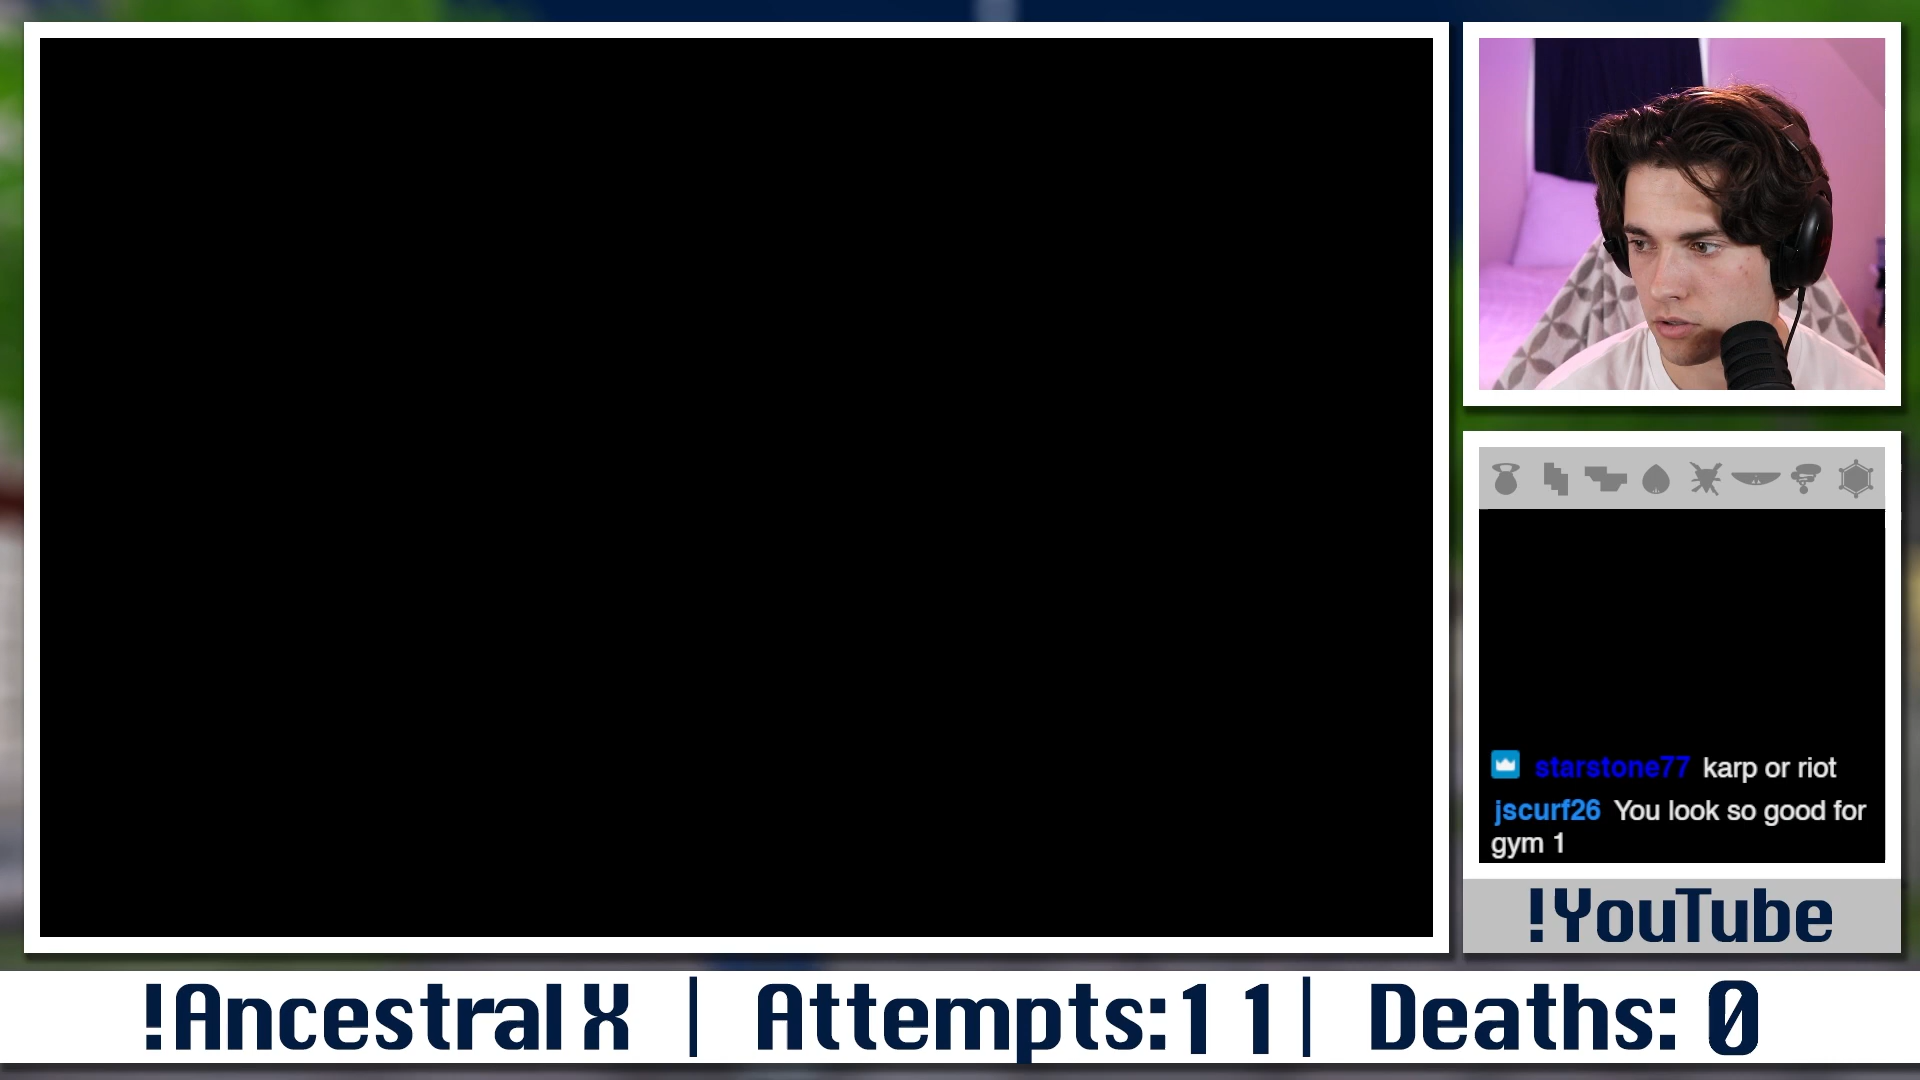 starstone77 karp or riot
jscurf26 You look so good for
gym 1
!YouTube
!Ancestral X | Attempts:11| Deaths: 0